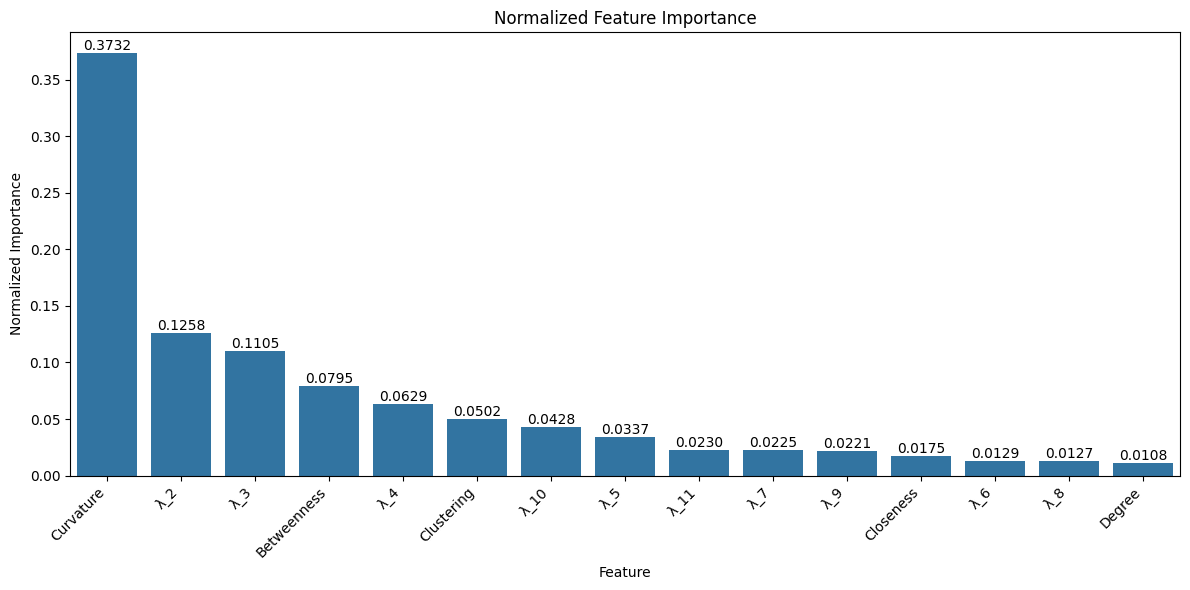 Normalized Feature Importance
Normalized Importance
0.35
0.30
0.25
0.20
0.15
0.10
0.05
0.00
0.3732
0.1258
0.1105
0.0795
0.0629
0.0502
0.0428
0.0337
0.0230
0.0225
0.0221
0.0175
0.0129
0.0127
0.0108
Curvature
λ_2
λ_3
Betweenness
λ_4
Clustering
λ_10
λ_5
λ_11
λ_7
λ_9
Closeness
λ_6
λ_8
Degree
Feature